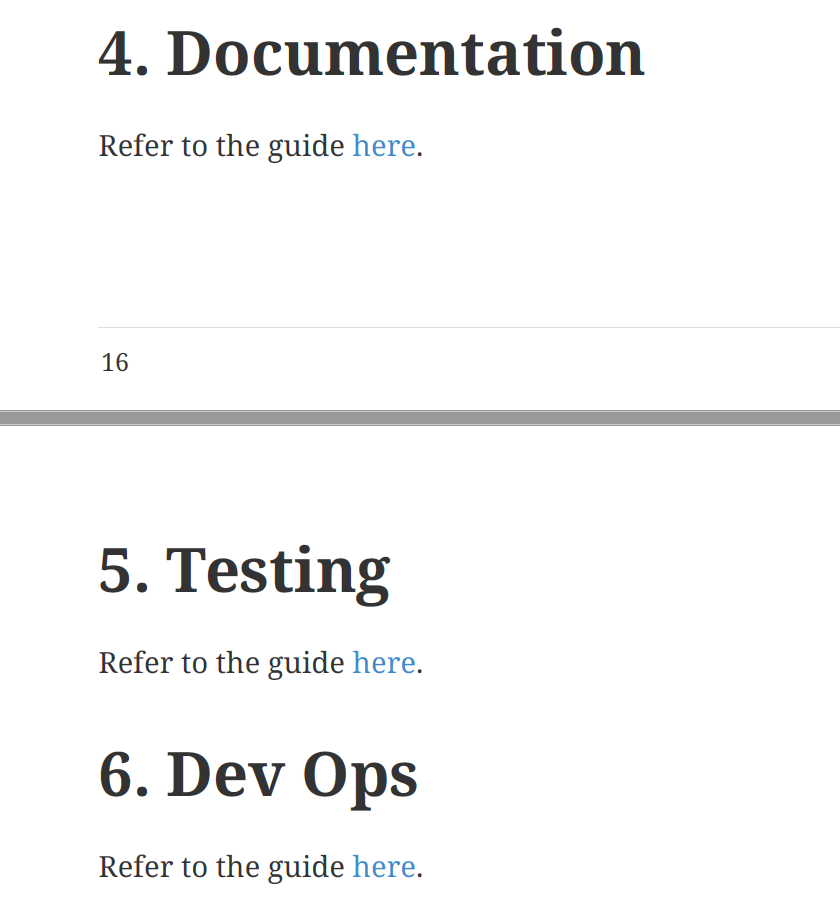 4. Documentation
Refer to the guide here.
16
5. Testing
Refer to the guide here.
6. Dev Ops
Refer to the guide here.